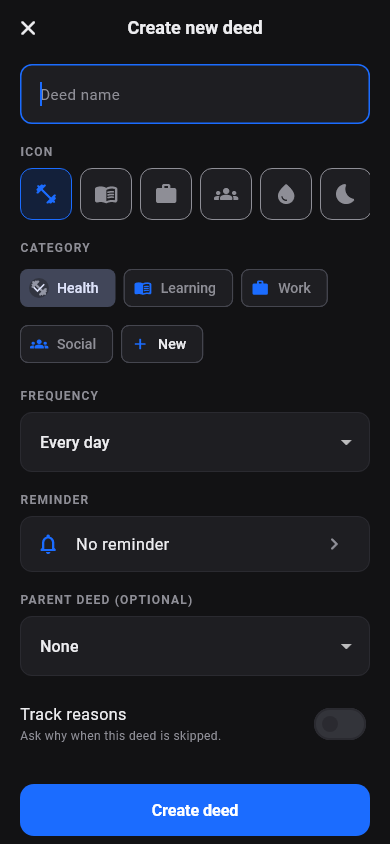 Create new deed
Deed name
ICON
CATEGORY
Health
Learning
Work
Social
New
FREQUENCY
Every day
REMINDER
No reminder
PARENT DEED (OPTIONAL)
None
Track reasons
Ask why when this deed is skipped.
Create deed